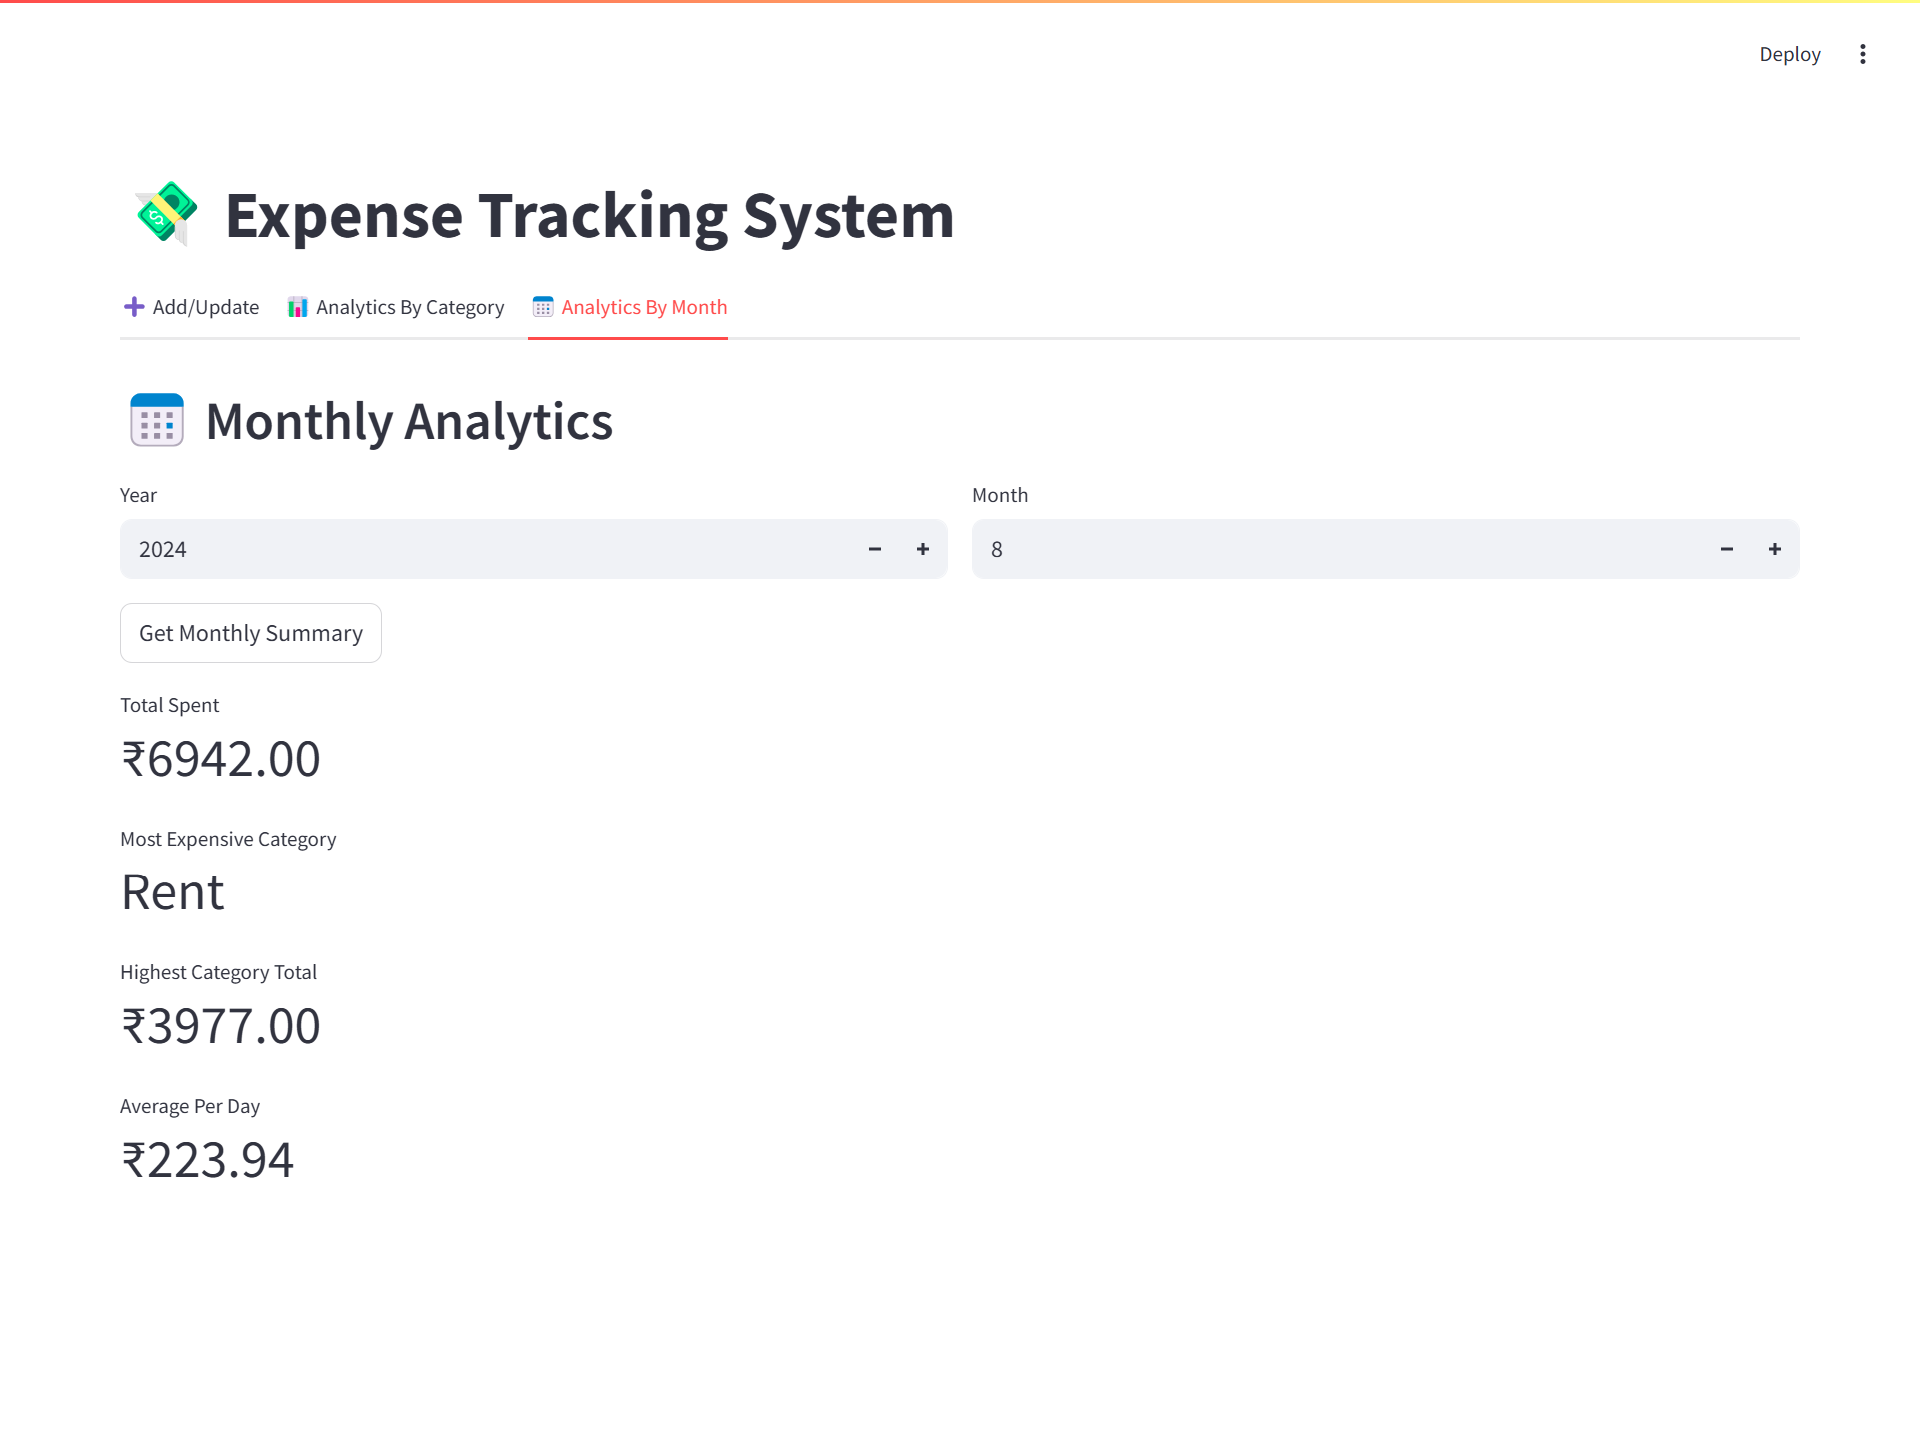 Deploy
Expense Tracking System
Add/Update Analytics By Category Analytics By Month
Monthly Analytics
Year Month
2024 8
Get Monthly Summary
Total Spent
₹6942.00
Most Expensive Category
Rent
Highest Category Total
₹3977.00
Average Per Day
₹223.94